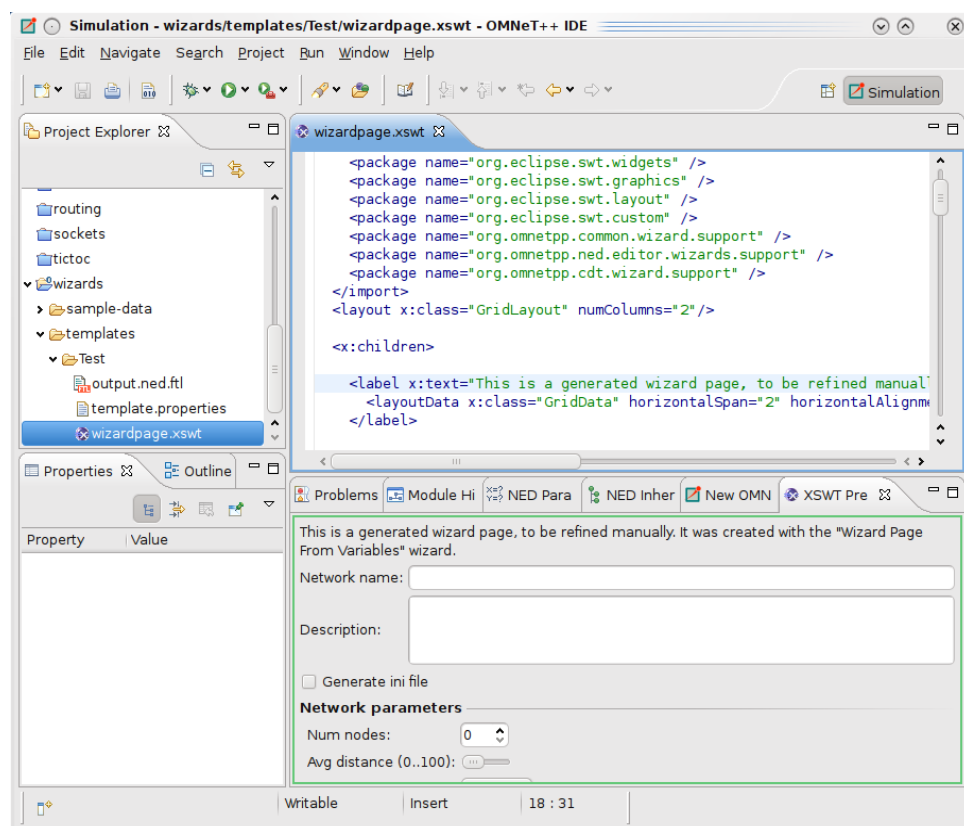 Simulation - wizards/templates/Test/wizardpage.xswt - OMNeT++ IDE
File Edit Navigate Search Project Run Window Help
Simulation
Project Explorer
routing
sockets
tictoc
wizards
sample-data
templates
Test
output.ned.ftl
template.properties
wizardpage.xswt
wizardpage.xswt
<package name="org.eclipse.swt.widgets" />
<package name="org.eclipse.swt.graphics" />
<package name="org.eclipse.swt.layout" />
<package name="org.eclipse.swt.custom" />
<package name="org.omnetpp.common.wizard.support" />
<package name="org.omnetpp.ned.editor.wizards.support" />
<package name="org.omnetpp.cdt.wizard.support" />
</import>
<layout x:class="GridLayout" numColumns="2"/>
<x:children>
<label x:text="This is a generated wizard page, to be refined manual
<layoutData x:class="GridData" horizontalSpan="2" horizontalAlignme
</label>
Properties Outline
Property Value
Problems Module Hi NED Para NED Inher New OMN XSWT Pre
This is a generated wizard page, to be refined manually. It was created with the "Wizard Page
From Variables" wizard.
Network name:
Description:
Generate ini file
Network parameters
Num nodes: 0
Avg distance (0..100):
Writable Insert 18 : 31